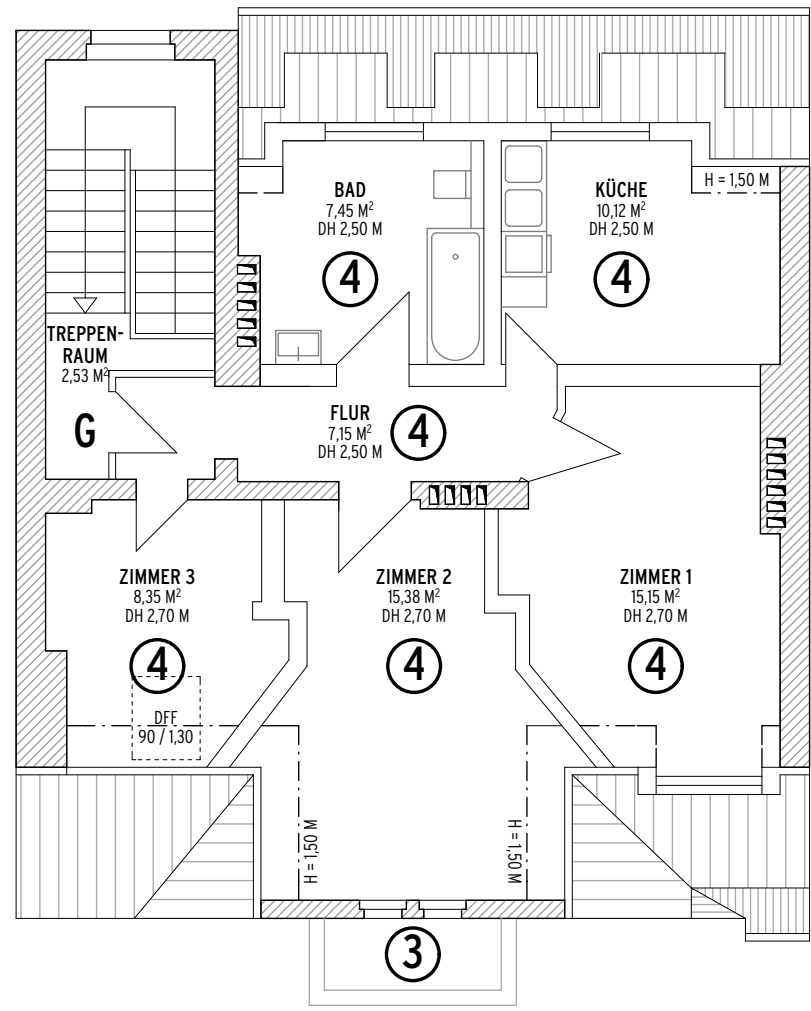 BAD
7,45 M²
DH 2,50 M
4
KÜCHE
10,12 M²
DH 2,50 M
4
H = 1,50 M
TREPPEN-
RAUM
2,53 M²
G
FLUR
7,15 M²
DH 2,50 M
4
ZIMMER 3
8,35 M²
DH 2,70 M
4
DFF
90 / 1,30
ZIMMER 2
15,38 M²
DH 2,70 M
4
ZIMMER 1
15,15 M²
DH 2,70 M
4
H = 1,50 M
H = 1,50 M
3